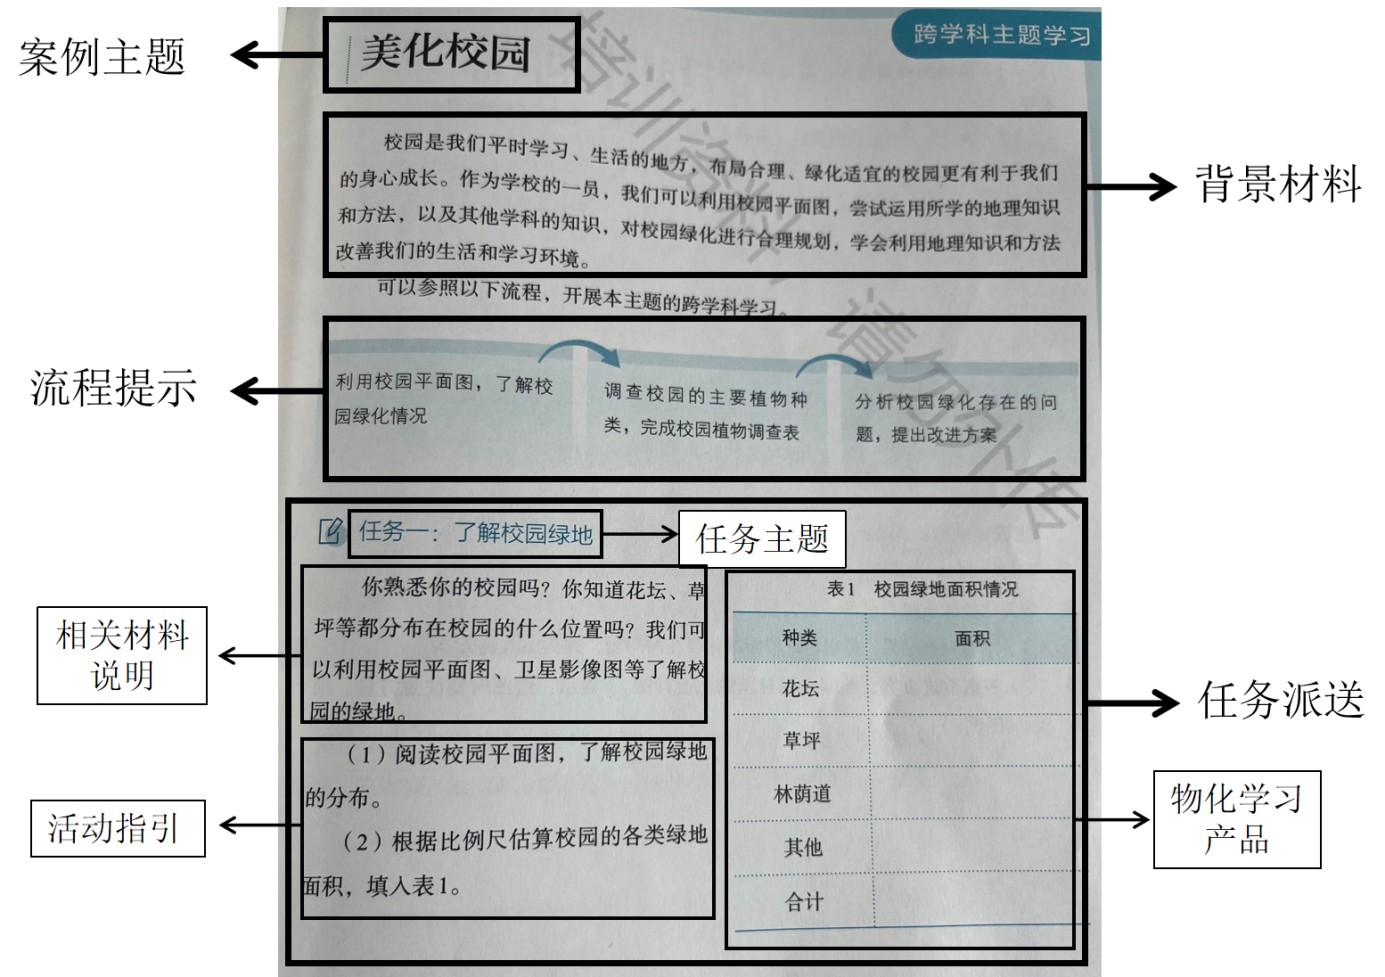 跨学科主题学习
案例主题
美化校园
校园是我们平时学习、生活的地方，布局合理、绿化适宜的校园更有利于我们
的身心成长。作为学校的一员，我们可以利用校园平面图，尝试运用所学的地理知识
和方法，以及其他学科的知识，对校园绿化进行合理规划，学会利用地理知识和方法
改善我们的生活和学习环境。
背景材料
可以参照以下流程，开展本主题的跨学科学习。
流程提示
利用校园平面图，了解校
园绿化情况
调查校园的主要植物种
类，完成校园植物调查表
分析校园绿化存在的问
题，提出改进方案
任务一：了解校园绿地
任务主题
相关材料
说明
你熟悉你的校园吗？你知道花坛、草
坪等都分布在校园的什么位置吗？我们可
以利用校园平面图、卫星影像图等了解校
园的绿地。
活动指引
（1）阅读校园平面图，了解校园绿地
的分布。
（2）根据比例尺估算校园的各类绿地
面积，填入表1。
表1 校园绿地面积情况
种类 面积
花坛
草坪
林荫道
其他
合计
任务派送
物化学习
产品
培训资料，请勿外传